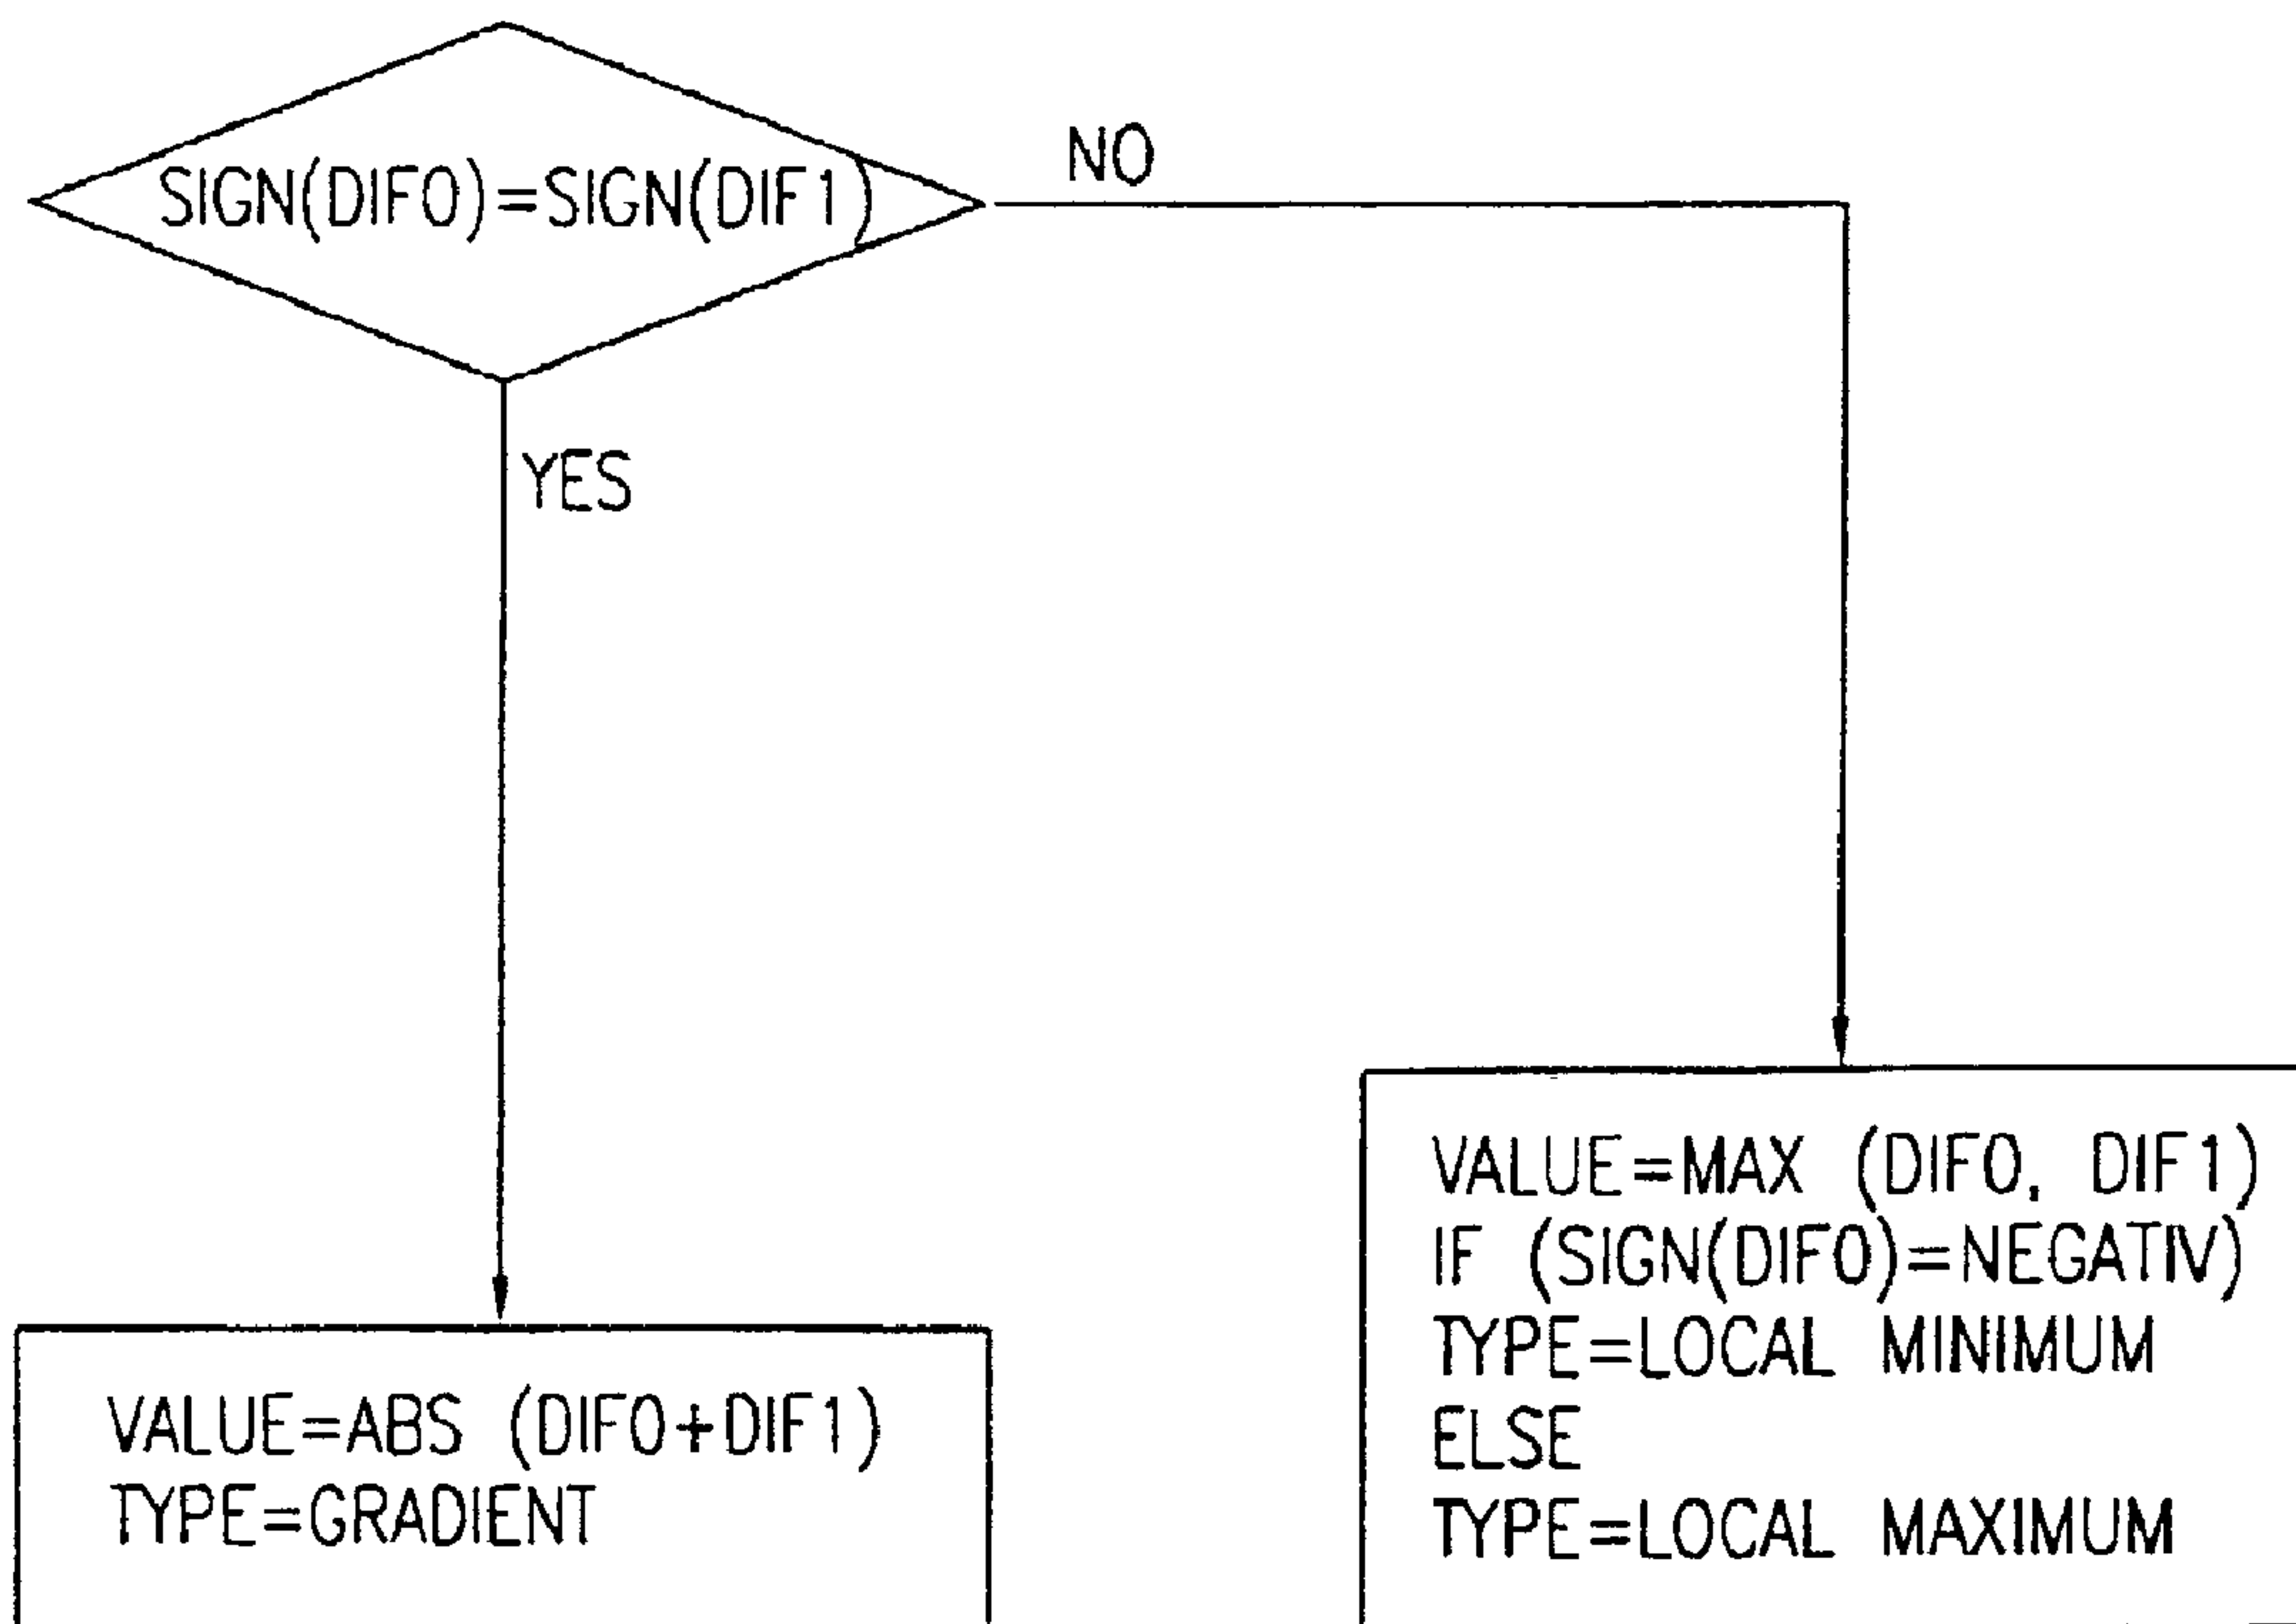 SIGN(DIF0)=SIGN(DIF1)
NO
YES
VALUE=MAX (DIF0, DIF1)
IF (SIGN(DIF0)=NEGATIV)
TYPE=LOCAL MINIMUM
ELSE
TYPE=LOCAL MAXIMUM
VALUE=ABS (DIF0+DIF1)
TYPE=GRADIENT